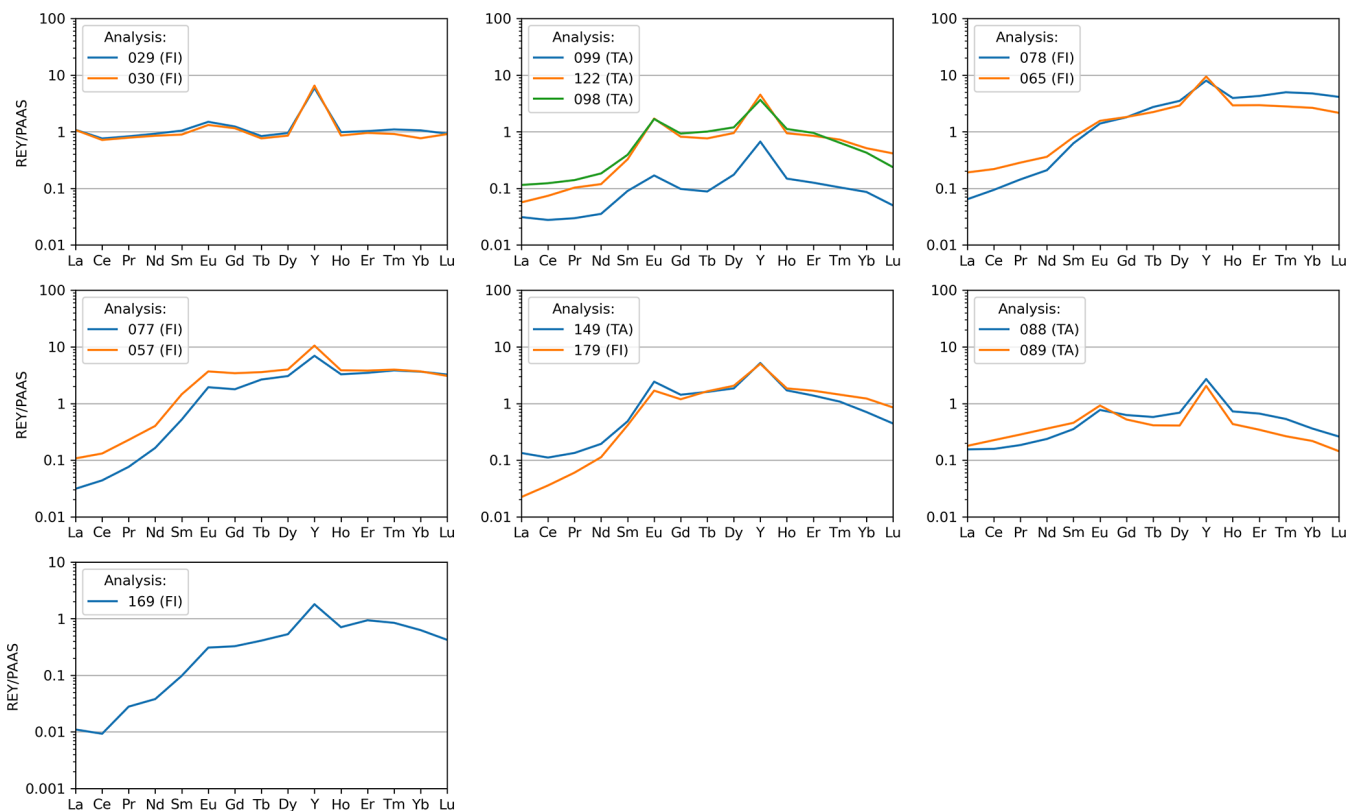 100
10
1
0.1
0.01
REY/PAAS
Analysis:
029 (FI)
030 (FI)
La Ce Pr Nd Sm Eu Gd Tb Dy Y Ho Er Tm Yb Lu
100
10
1
0.1
0.01
Analysis:
099 (TA)
122 (TA)
098 (TA)
La Ce Pr Nd Sm Eu Gd Tb Dy Y Ho Er Tm Yb Lu
100
10
1
0.1
0.01
Analysis:
078 (FI)
065 (FI)
La Ce Pr Nd Sm Eu Gd Tb Dy Y Ho Er Tm Yb Lu
100
10
1
0.1
0.01
REY/PAAS
Analysis:
077 (FI)
057 (FI)
La Ce Pr Nd Sm Eu Gd Tb Dy Y Ho Er Tm Yb Lu
100
10
1
0.1
0.01
Analysis:
149 (TA)
179 (FI)
La Ce Pr Nd Sm Eu Gd Tb Dy Y Ho Er Tm Yb Lu
100
10
1
0.1
0.01
Analysis:
088 (TA)
089 (TA)
La Ce Pr Nd Sm Eu Gd Tb Dy Y Ho Er Tm Yb Lu
10
1
0.1
0.01
0.001
REY/PAAS
Analysis:
169 (FI)
La Ce Pr Nd Sm Eu Gd Tb Dy Y Ho Er Tm Yb Lu